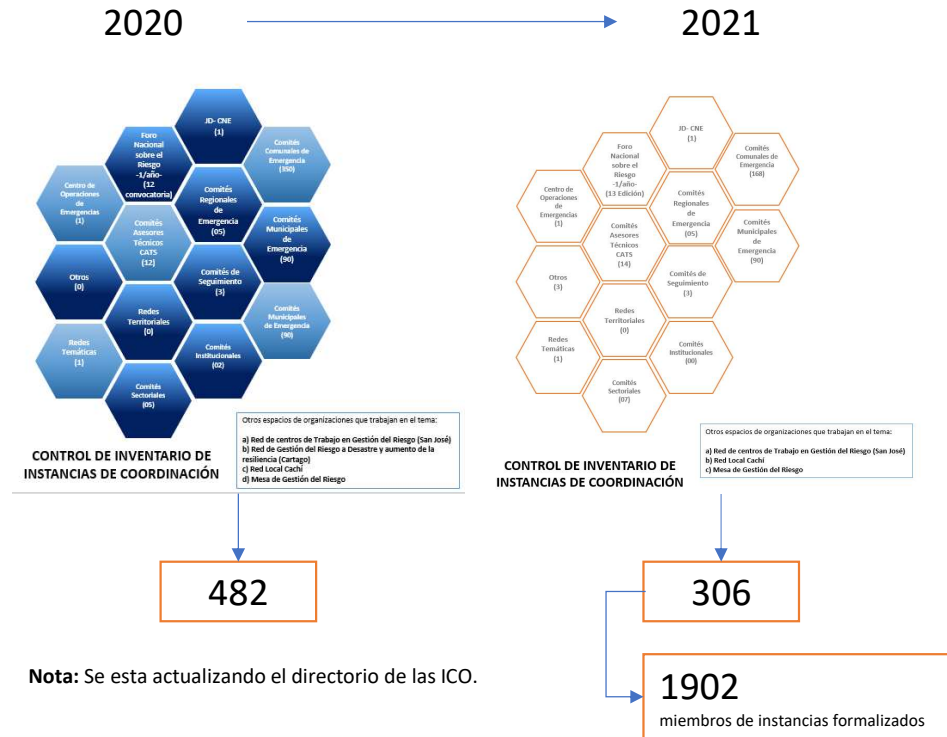 2020
2021
JD- CNE
(1)
Foro
Nacional
sobre el
Riesgo
-1/año-
(12
convocatoria)
Comités
Comunales de
Emergencia
(350)
Centro de
Operaciones
de
Emergencias
(1)
Comités
Regionales
de
Emergencia
(05)
Comités
Asesores
Técnicos
CATS
(12)
Comités
Municipales
de
Emergencia
(90)
Otros
(0)
Comités de
Seguimiento
(3)
Redes
Territoriales
(0)
Comités
Municipales
de Emergencia
(90)
Redes
Temáticas
(1)
Comités
Institucionales
(02)
Comités
Sectoriales
(05)
Otros espacios de organizaciones que trabajan en el tema:
a) Red de centros de Trabajo en Gestión del Riesgo (San José)
b) Red de Gestión del Riesgo a Desastre y aumento de la
resiliencia (Cartago)
c) Red Local Cachí
d) Mesa de Gestión del Riesgo
CONTROL DE INVENTARIO DE
INSTANCIAS DE COORDINACIÓN
482
Nota: Se esta actualizando el directorio de las ICO.
JD- CNE
(1)
Foro
Nacional
sobre el
Riesgo
-1/año-
(13 Edición)
Comités
Comunales de
Emergencia
(168)
Centro de
Operaciones
de
Emergencias
(1)
Comités
Regionales de
Emergencia
(05)
Comités
Asesores
Técnicos
CATS
(14)
Comités
Municipales de
Emergencia
(90)
Otros
(3)
Comités de
Seguimiento
(3)
Redes
Territoriales
(0)
Redes
Temáticas
(1)
Comités
Institucionales
(00)
Comités
Sectoriales
(07)
Otros espacios de organizaciones que trabajan en el tema:
a) Red de centros de Trabajo en Gestión del Riesgo (San José)
b) Red Local Cachí
c) Mesa de Gestión del Riesgo
CONTROL DE INVENTARIO DE
INSTANCIAS DE COORDINACIÓN
306
1902
miembros de instancias formalizados